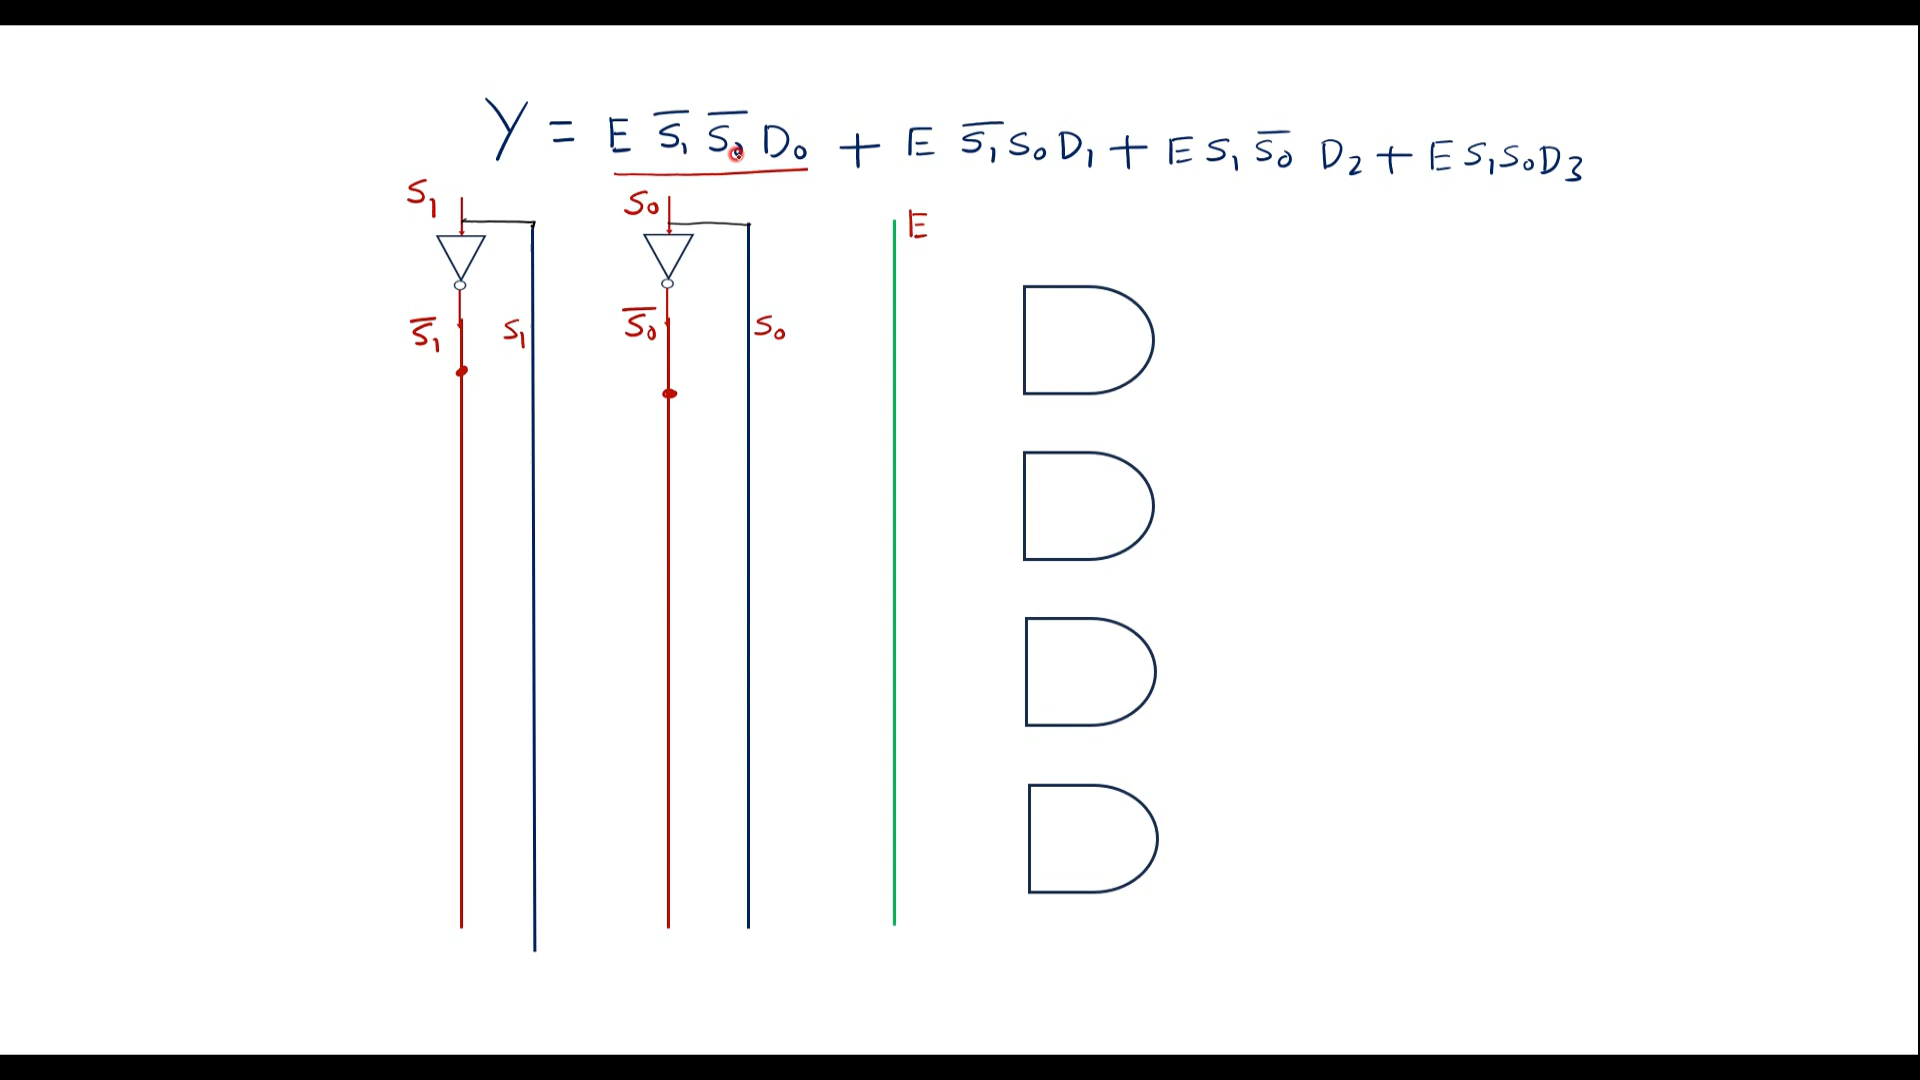 Y = E S̅₁ S̅₀ D₀ + E S̅₁ S₀ D₁ + E S₁ S̅₀ D₂ + E S₁ S₀ D₃
S₁ S₀ E
S̅₁ S₁ S̅₀ S₀